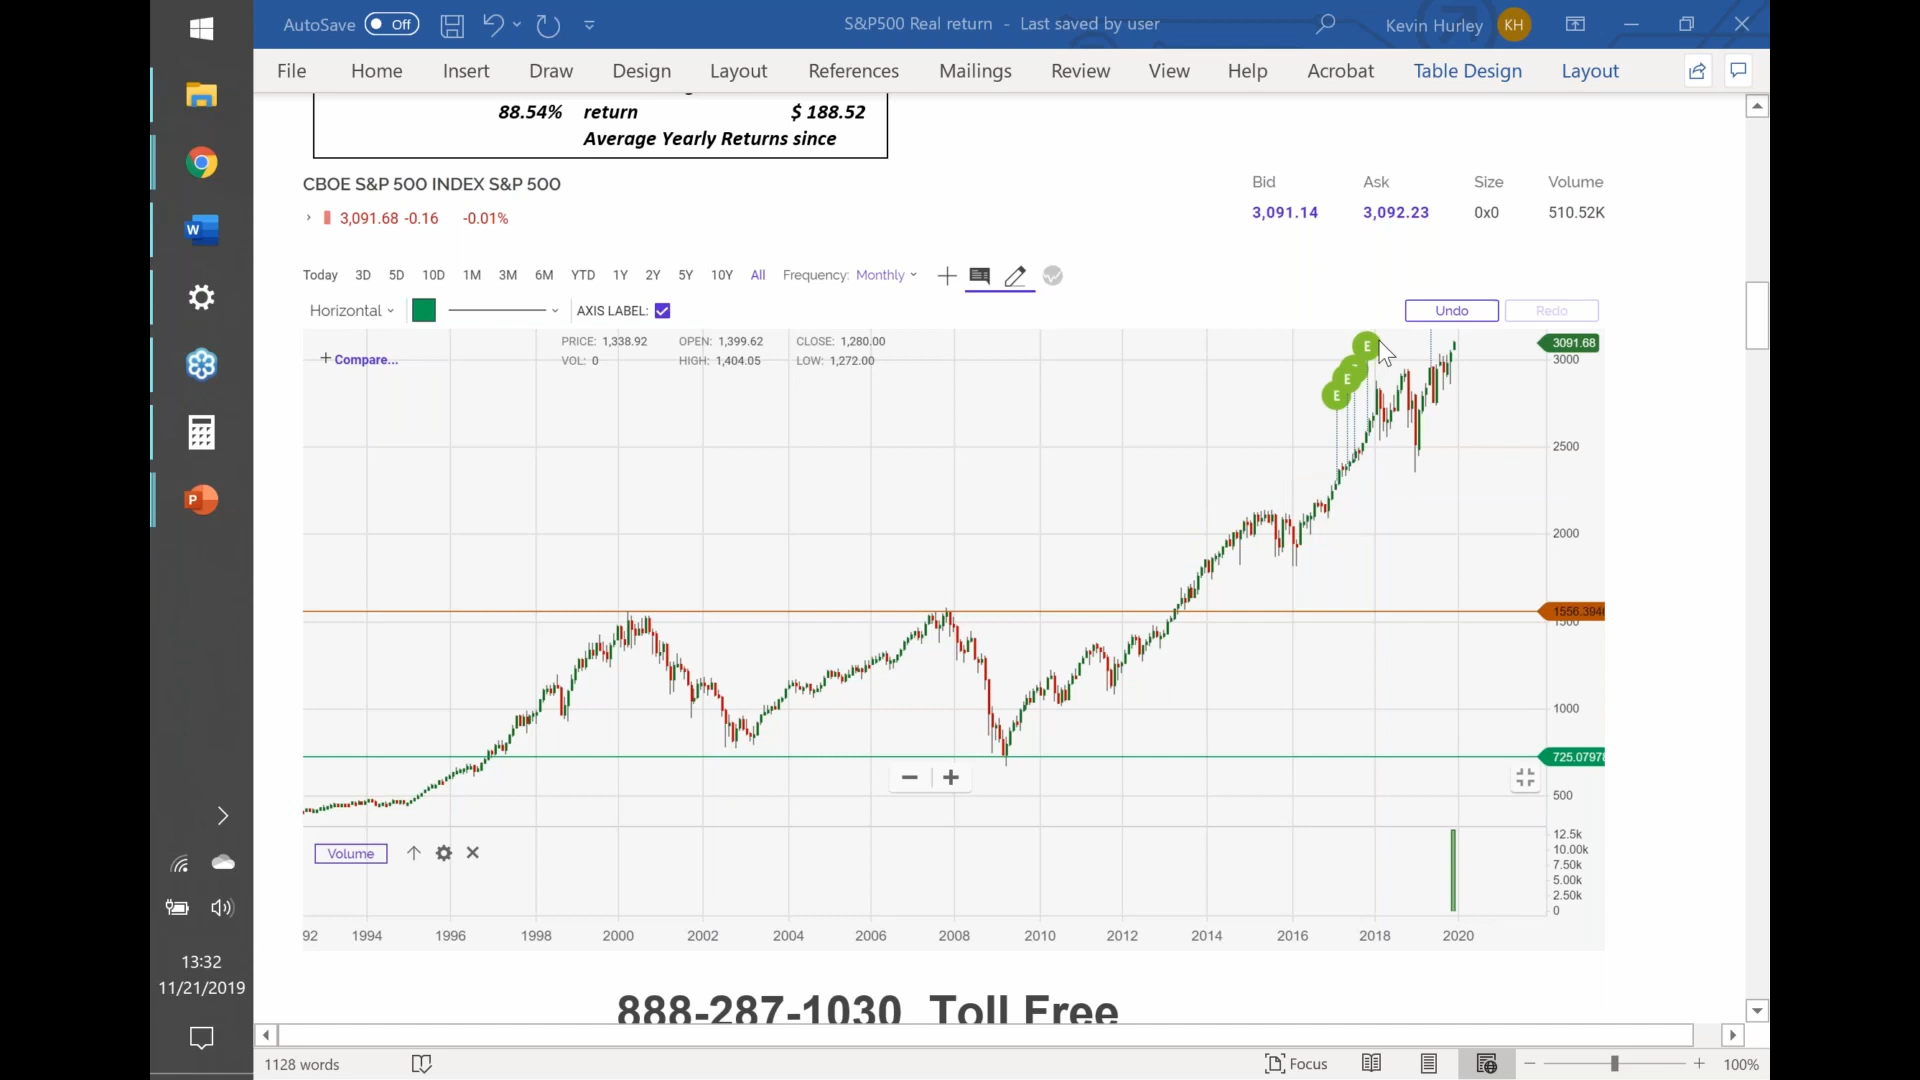 AutoSave Off
S&P500 Real return - Last saved by user
Kevin Hurley KH
File Home Insert Draw Design Layout References Mailings Review View Help Acrobat Table Design Layout
88.54% return $ 188.52
Average Yearly Returns since
CBOE S&P 500 INDEX S&P 500
3,091.68 -0.16 -0.01%
Bid Ask Size Volume
3,091.14 3,092.23 0x0 510.52K
Today 3D 5D 10D 1M 3M 6M YTD 1Y 2Y 5Y 10Y All Frequency: Monthly
Horizontal AXIS LABEL: Undo Redo
PRICE: 1,338.92 OPEN: 1,399.62 CLOSE: 1,280.00
VOL: 0 HIGH: 1,404.05 LOW: 1,272.00
+ Compare...
E
E
E
3091.68
3000
2500
2000
1556.394
1500
1000
725.0797
500
Volume
12.5k
10.00k
7.50k
5.00k
2.50k
0
92 1994 1996 1998 2000 2002 2004 2006 2008 2010 2012 2014 2016 2018 2020
888-287-1030 Toll Free
W
P
13:32
11/21/2019
1128 words
Focus
100%